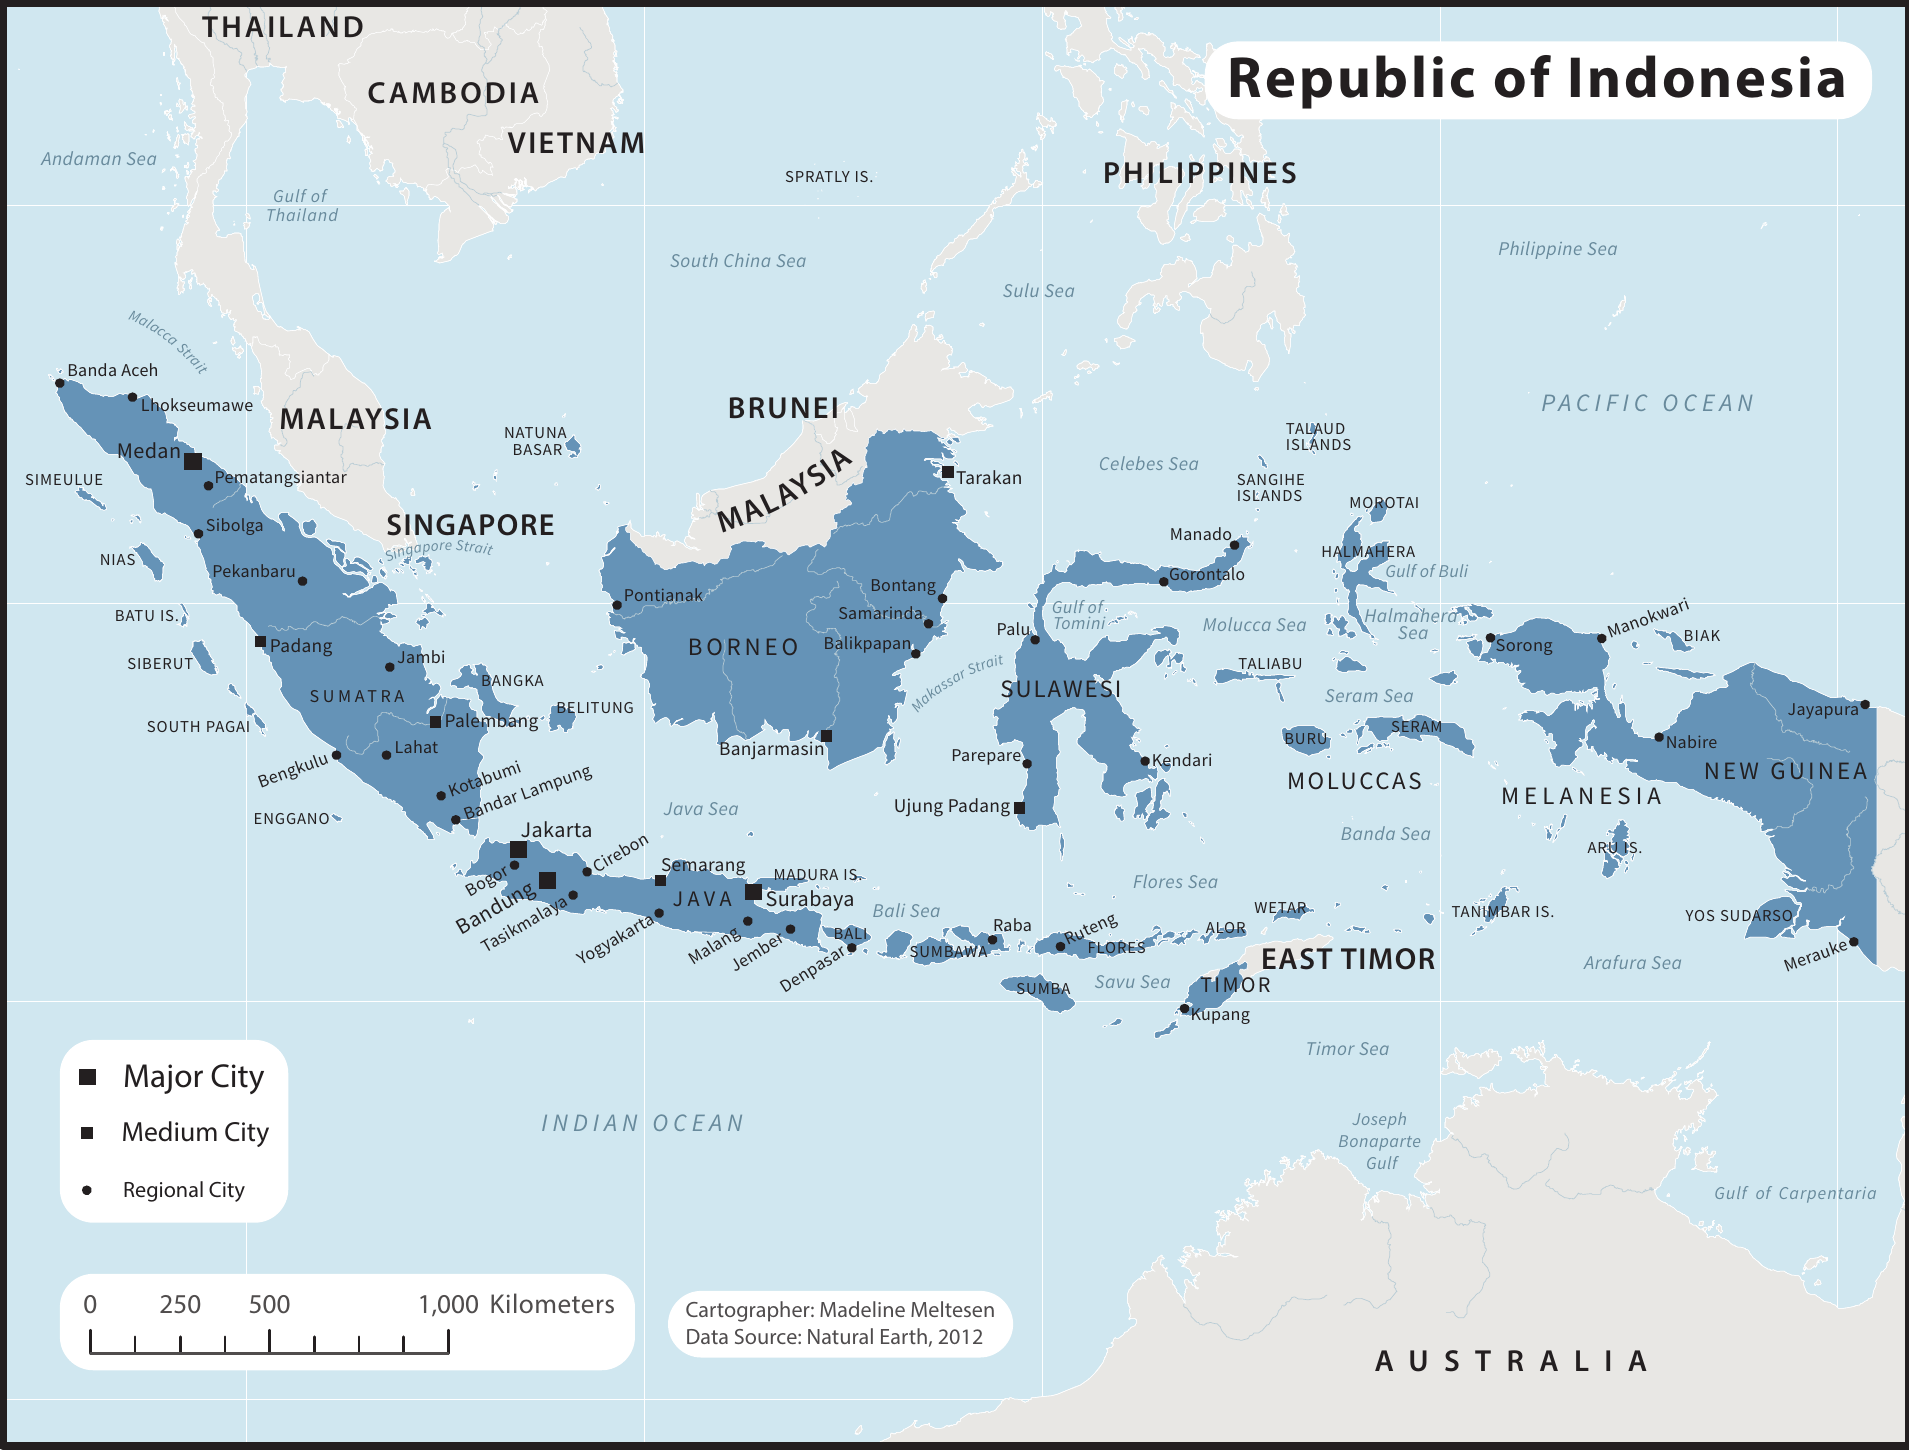 THAILAND
Republic of Indonesia
CAMBODIA
VIETNAM
Andaman Sea
PHILIPPINES
SPRATLY IS.
Gulf of
Thailand
South China Sea
Philippine Sea
Sulu Sea
Malacca Strait
Banda Aceh
Lhokseumawe
MALAYSIA
BRUNEI
PACIFIC OCEAN
NATUNA
BASAR
TALAUD
ISLANDS
Medan
MALAYSIA
Celebes Sea
Pematangsiantar
SIMEULUE
Tarakan
SANGIHE
ISLANDS
MOROTAI
Sibolga
SINGAPORE
Manado
Singapore Strait
HALMAHERA
NIAS
Pekanbaru
Gulf of Buli
Gorontalo
Bontang
Pontianak
BATU IS.
Samarinda
Gulf of
Tomini
Molucca Sea
Halmahera
Sea
Manokwari
BIAK
Padang
BORNEO
Balikpapan
Palu
Sorong
Jambi
SIBERUT
TALIABU
Makassar Strait
BANGKA
SUMATRA
SULAWESI
Seram Sea
BELITUNG
Jayapura
Palembang
SOUTH PAGAI
SERAM
BURU
Lahat
Banjarmasin
Nabire
Bengkulu
Parepare
Kendari
NEW GUINEA
Kotabumi
MOLUCCAS
MELANESIA
Bandar Lampung
Java Sea
Ujung Padang
ENGGANO
Jakarta
Banda Sea
Cirebon
ARU IS.
Semarang
MADURA IS.
Bogor
Bandung
Flores Sea
JAVA
Surabaya
Tasikmalaya
Bali Sea
WETAR
TANIMBAR IS.
YOS SUDARSO
Yogyakarta
Malang
Jember
BALI
Raba
Ruteng
ALOR
Denpasar
SUMBAWA
FLORES
EAST TIMOR
Merauke
Arafura Sea
SUMBA
Savu Sea
TIMOR
Kupang
Timor Sea
Major City
Medium City
Regional City
INDIAN OCEAN
Joseph
Bonaparte
Gulf
Gulf of Carpentaria
0 250 500 1,000 Kilometers
Cartographer: Madeline Meltesen
Data Source: Natural Earth, 2012
AUSTRALIA